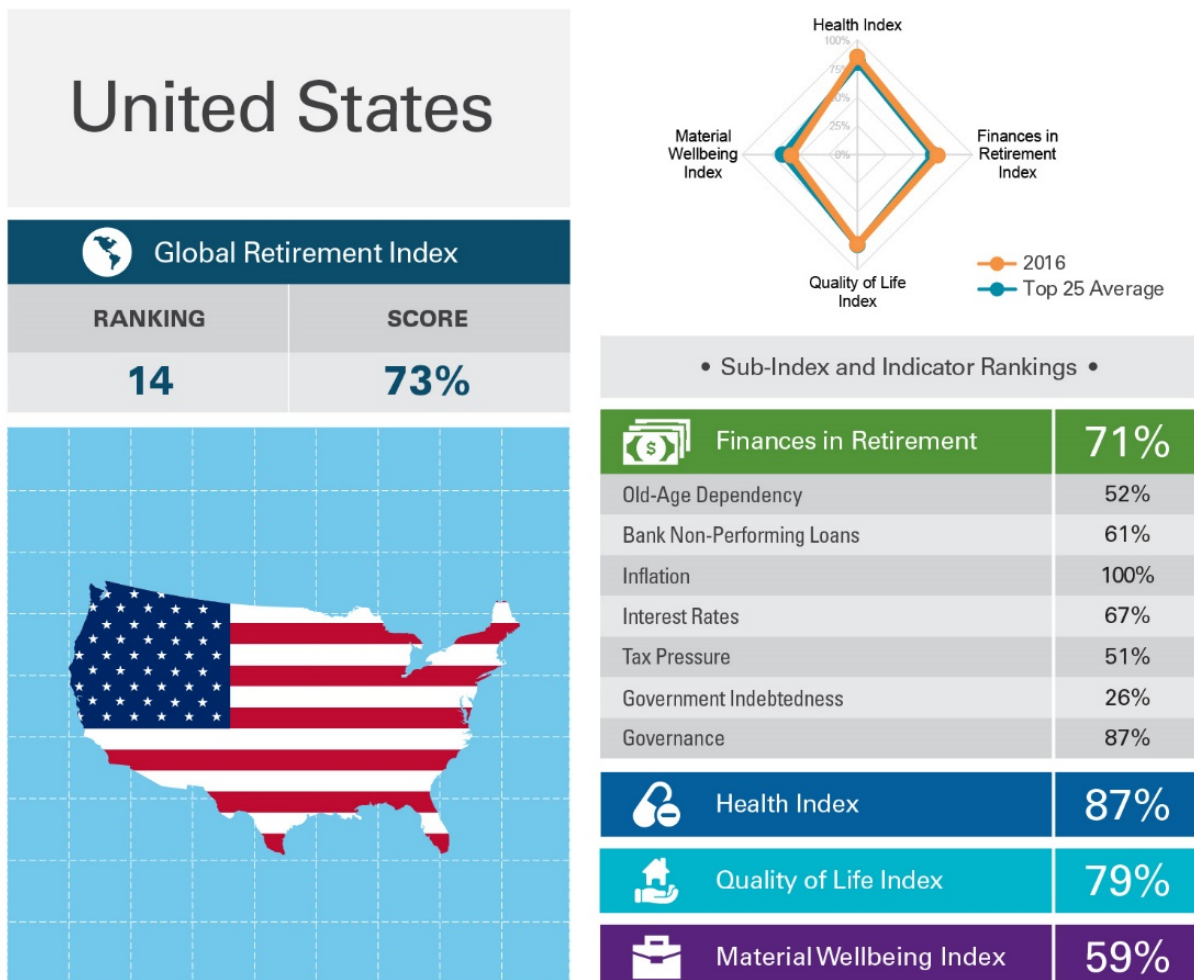 United States
Global Retirement Index
RANKING SCORE
14 73%
Health Index
100%
75%
50%
25%
0%
Material
Wellbeing
Index
Finances in
Retirement
Index
Quality of Life
Index
2016
Top 25 Average
• Sub-Index and Indicator Rankings •
$ Finances in Retirement 71%
Old-Age Dependency 52%
Bank Non-Performing Loans 61%
Inflation 100%
Interest Rates 67%
Tax Pressure 51%
Government Indebtedness 26%
Governance 87%
Health Index 87%
Quality of Life Index 79%
Material Wellbeing Index 59%